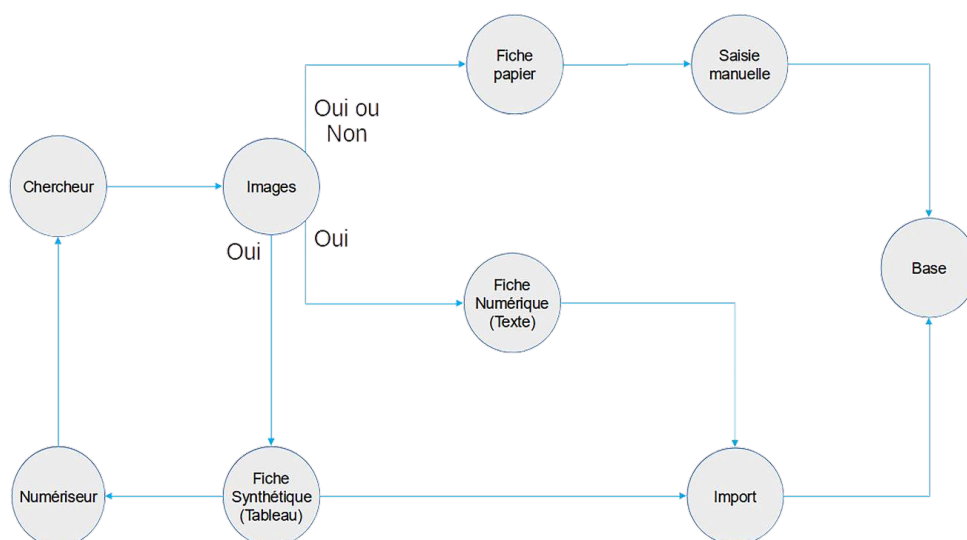 Fiche
papier
Saisie
manuelle
Oui ou
Non
Chercheur
Images
Oui
Oui
Base
Fiche
Numérique
(Texte)
Numériseur
Fiche
Synthétique
(Tableau)
Import